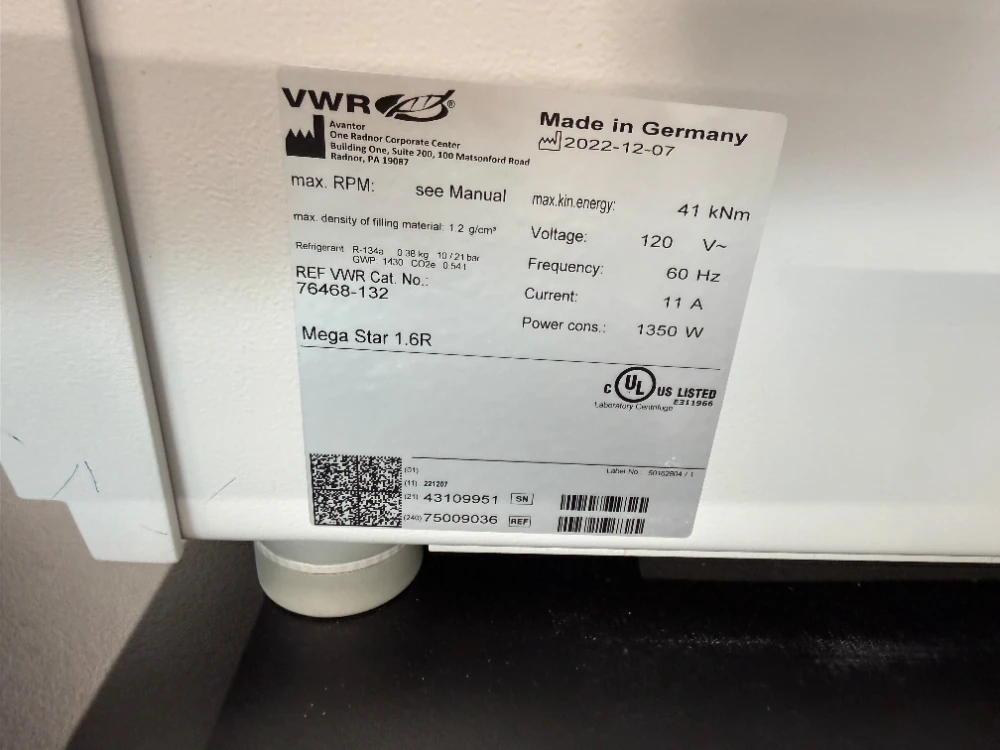 VWR®
Avantor
One Radnor Corporate Center
Building One, Suite 200, 100 Matsonford Road
Radnor, PA 19087
Made in Germany
2022-12-07
max. RPM: see Manual
max. density of filling material: 1.2 g/cm³
Refrigerant R-134a 0.38 kg 10 / 21 bar
GWP 1430 CO2e 0.54 t
REF VWR Cat. No.:
76468-132
Mega Star 1.6R
max.kin.energy: 41 kNm
Voltage: 120 V~
Frequency: 60 Hz
Current: 11 A
Power cons.: 1350 W
C UL US LISTED
Laboratory Centrifuge E311966
Label No. 50162804 / 1
(01)
(11) 221207
(21) 43109951 SN
(240) 75009036 REF